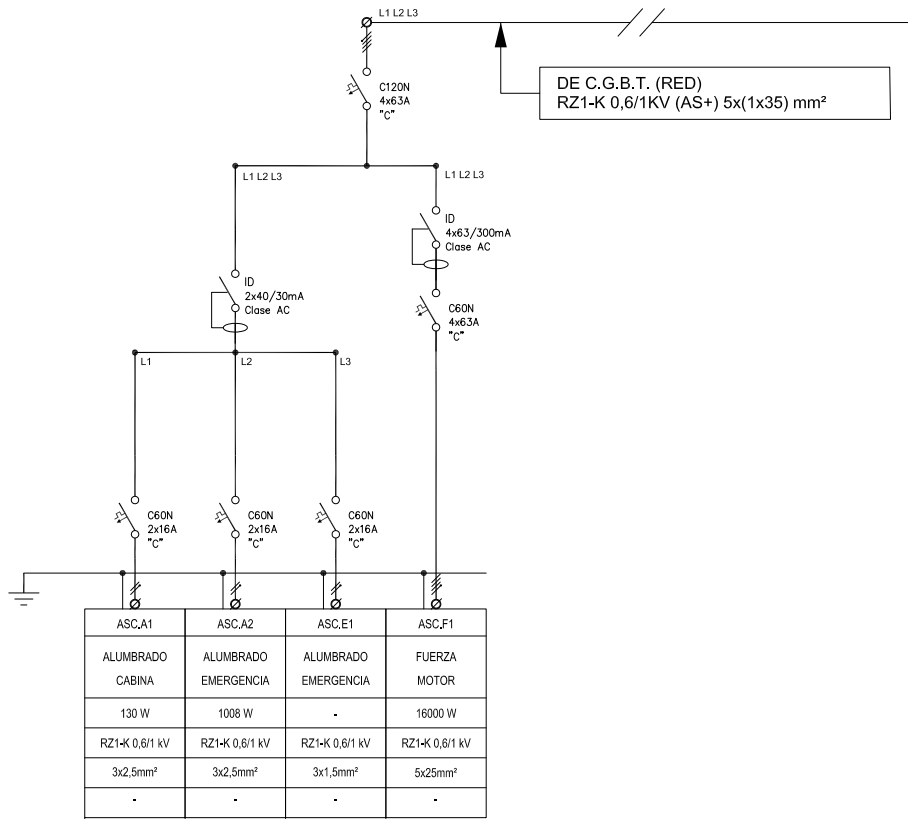 L1 L2 L3
DE C.G.B.T. (RED)
RZ1-K 0,6/1KV (AS+) 5x(1x35) mm²
C120N
4x63A
"C"
L1 L2 L3
L1 L2 L3
ID
4x63/300mA
Clase AC
ID
2x40/30mA
Clase AC
C60N
4x63A
"C"
L1
L2
L3
C60N
2x16A
"C"
C60N
2x16A
"C"
C60N
2x16A
"C"
ASC.A1
ASC.A2
ASC.E1
ASC.F1
ALUMBRADO
CABINA
ALUMBRADO
EMERGENCIA
ALUMBRADO
EMERGENCIA
FUERZA
MOTOR
130 W
1008 W
-
16000 W
RZ1-K 0,6/1 kV
RZ1-K 0,6/1 kV
RZ1-K 0,6/1 kV
RZ1-K 0,6/1 kV
3x2,5mm²
3x2,5mm²
3x1,5mm²
5x25mm²
-
-
-
-